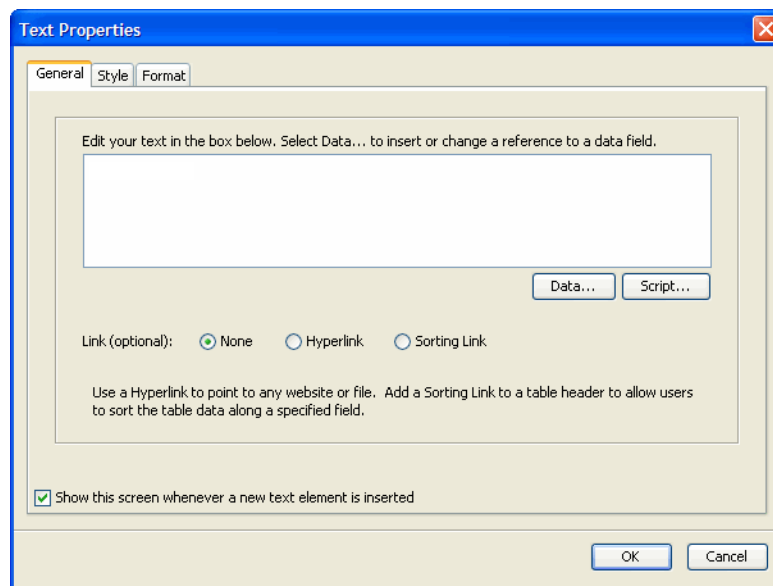 Text Properties
General Style Format
Edit your text in the box below. Select Data... to insert or change a reference to a data field.
Data... Script...
Link (optional): None Hyperlink Sorting Link
Use a Hyperlink to point to any website or file. Add a Sorting Link to a table header to allow users
to sort the table data along a specified field.
Show this screen whenever a new text element is inserted
OK Cancel